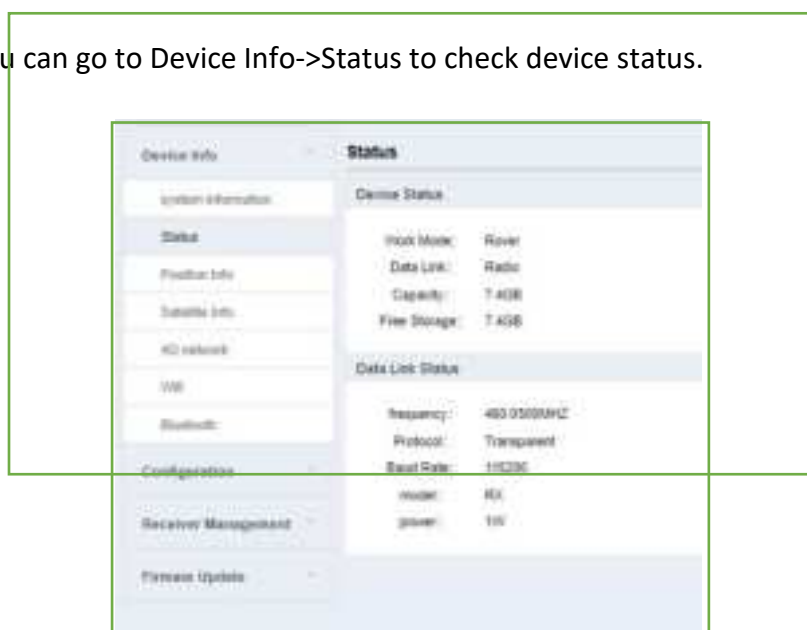 u can go to Device Info->Status to check device status.
Device Info
Status
system information
Device Status
Status
Work Mode: Rover
Position Info
Data Link: Radio
Satellite Info
Capacity: 7.4GB
Free Storage: 7.4GB
4G network
Data Link Status
Wifi
Bluetooth
frequency:
Protocol: Transparent
Configuration
Baud Rate: 115200
model: RX
Receiver Management
power: 1W
Firmware Update